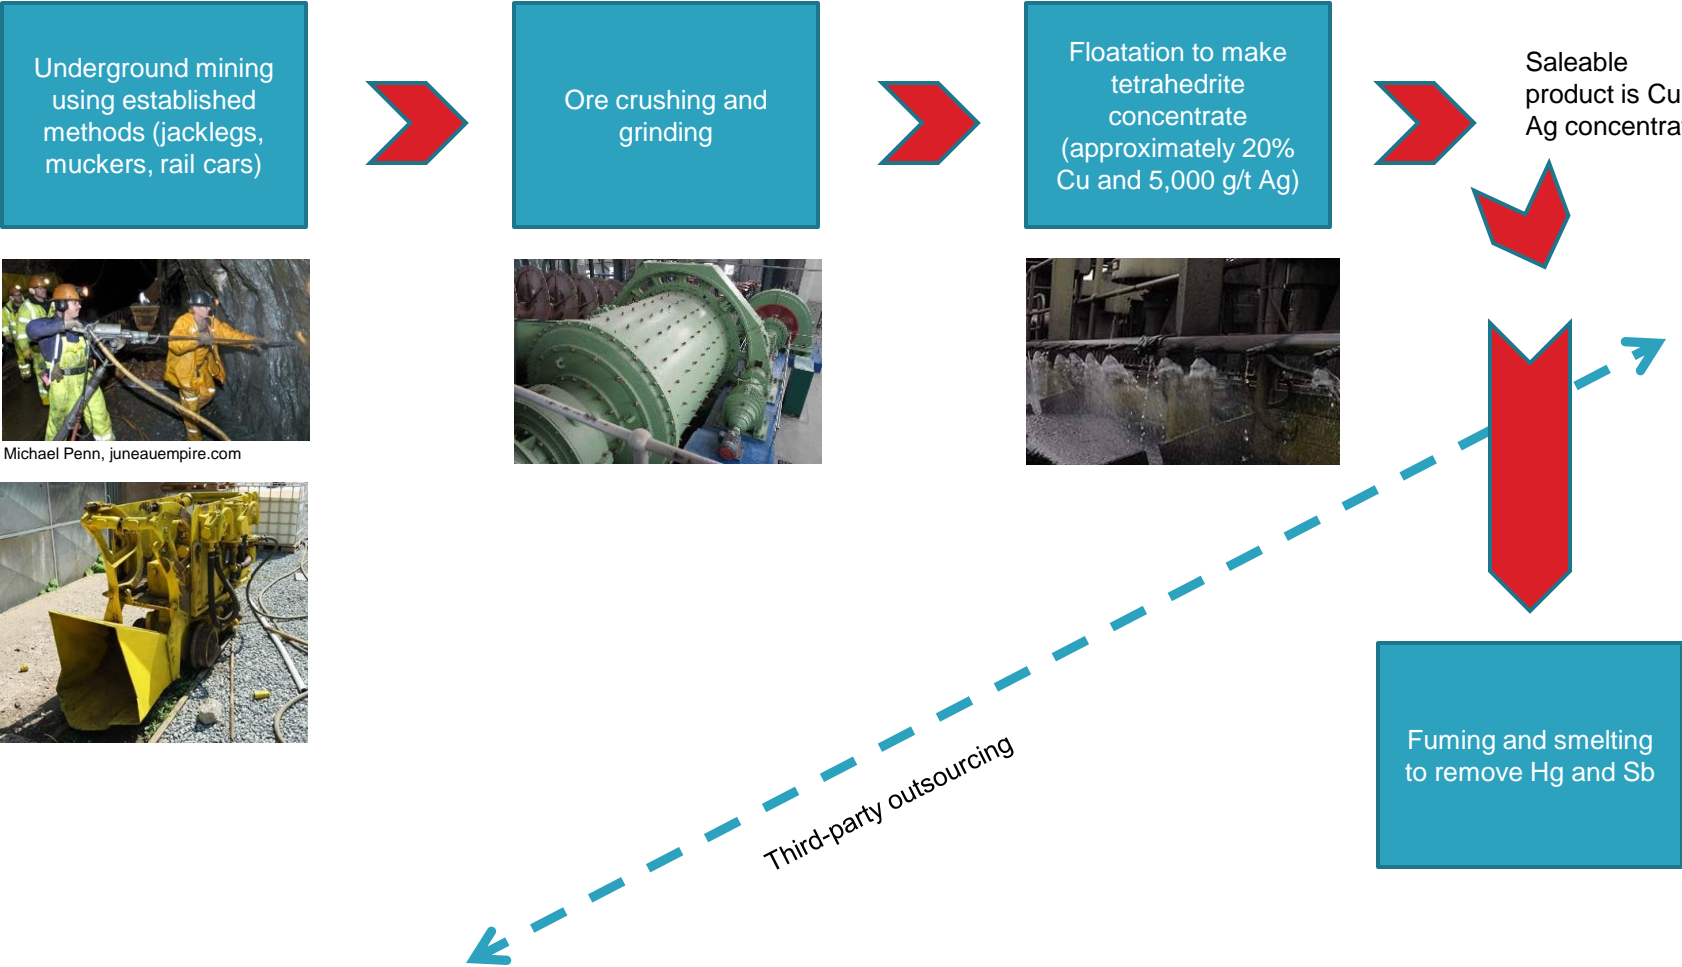 Underground mining
using established
methods (jacklegs,
muckers, rail cars)
Ore crushing and
grinding
Floatation to make
tetrahedrite
concentrate
(approximately 20%
Cu and 5,000 g/t Ag)
Saleable
product is Cu
Ag
Michael Penn, juneauempire.com
Third-party outsourcing
Fuming and smelting
to remove Hg and Sb